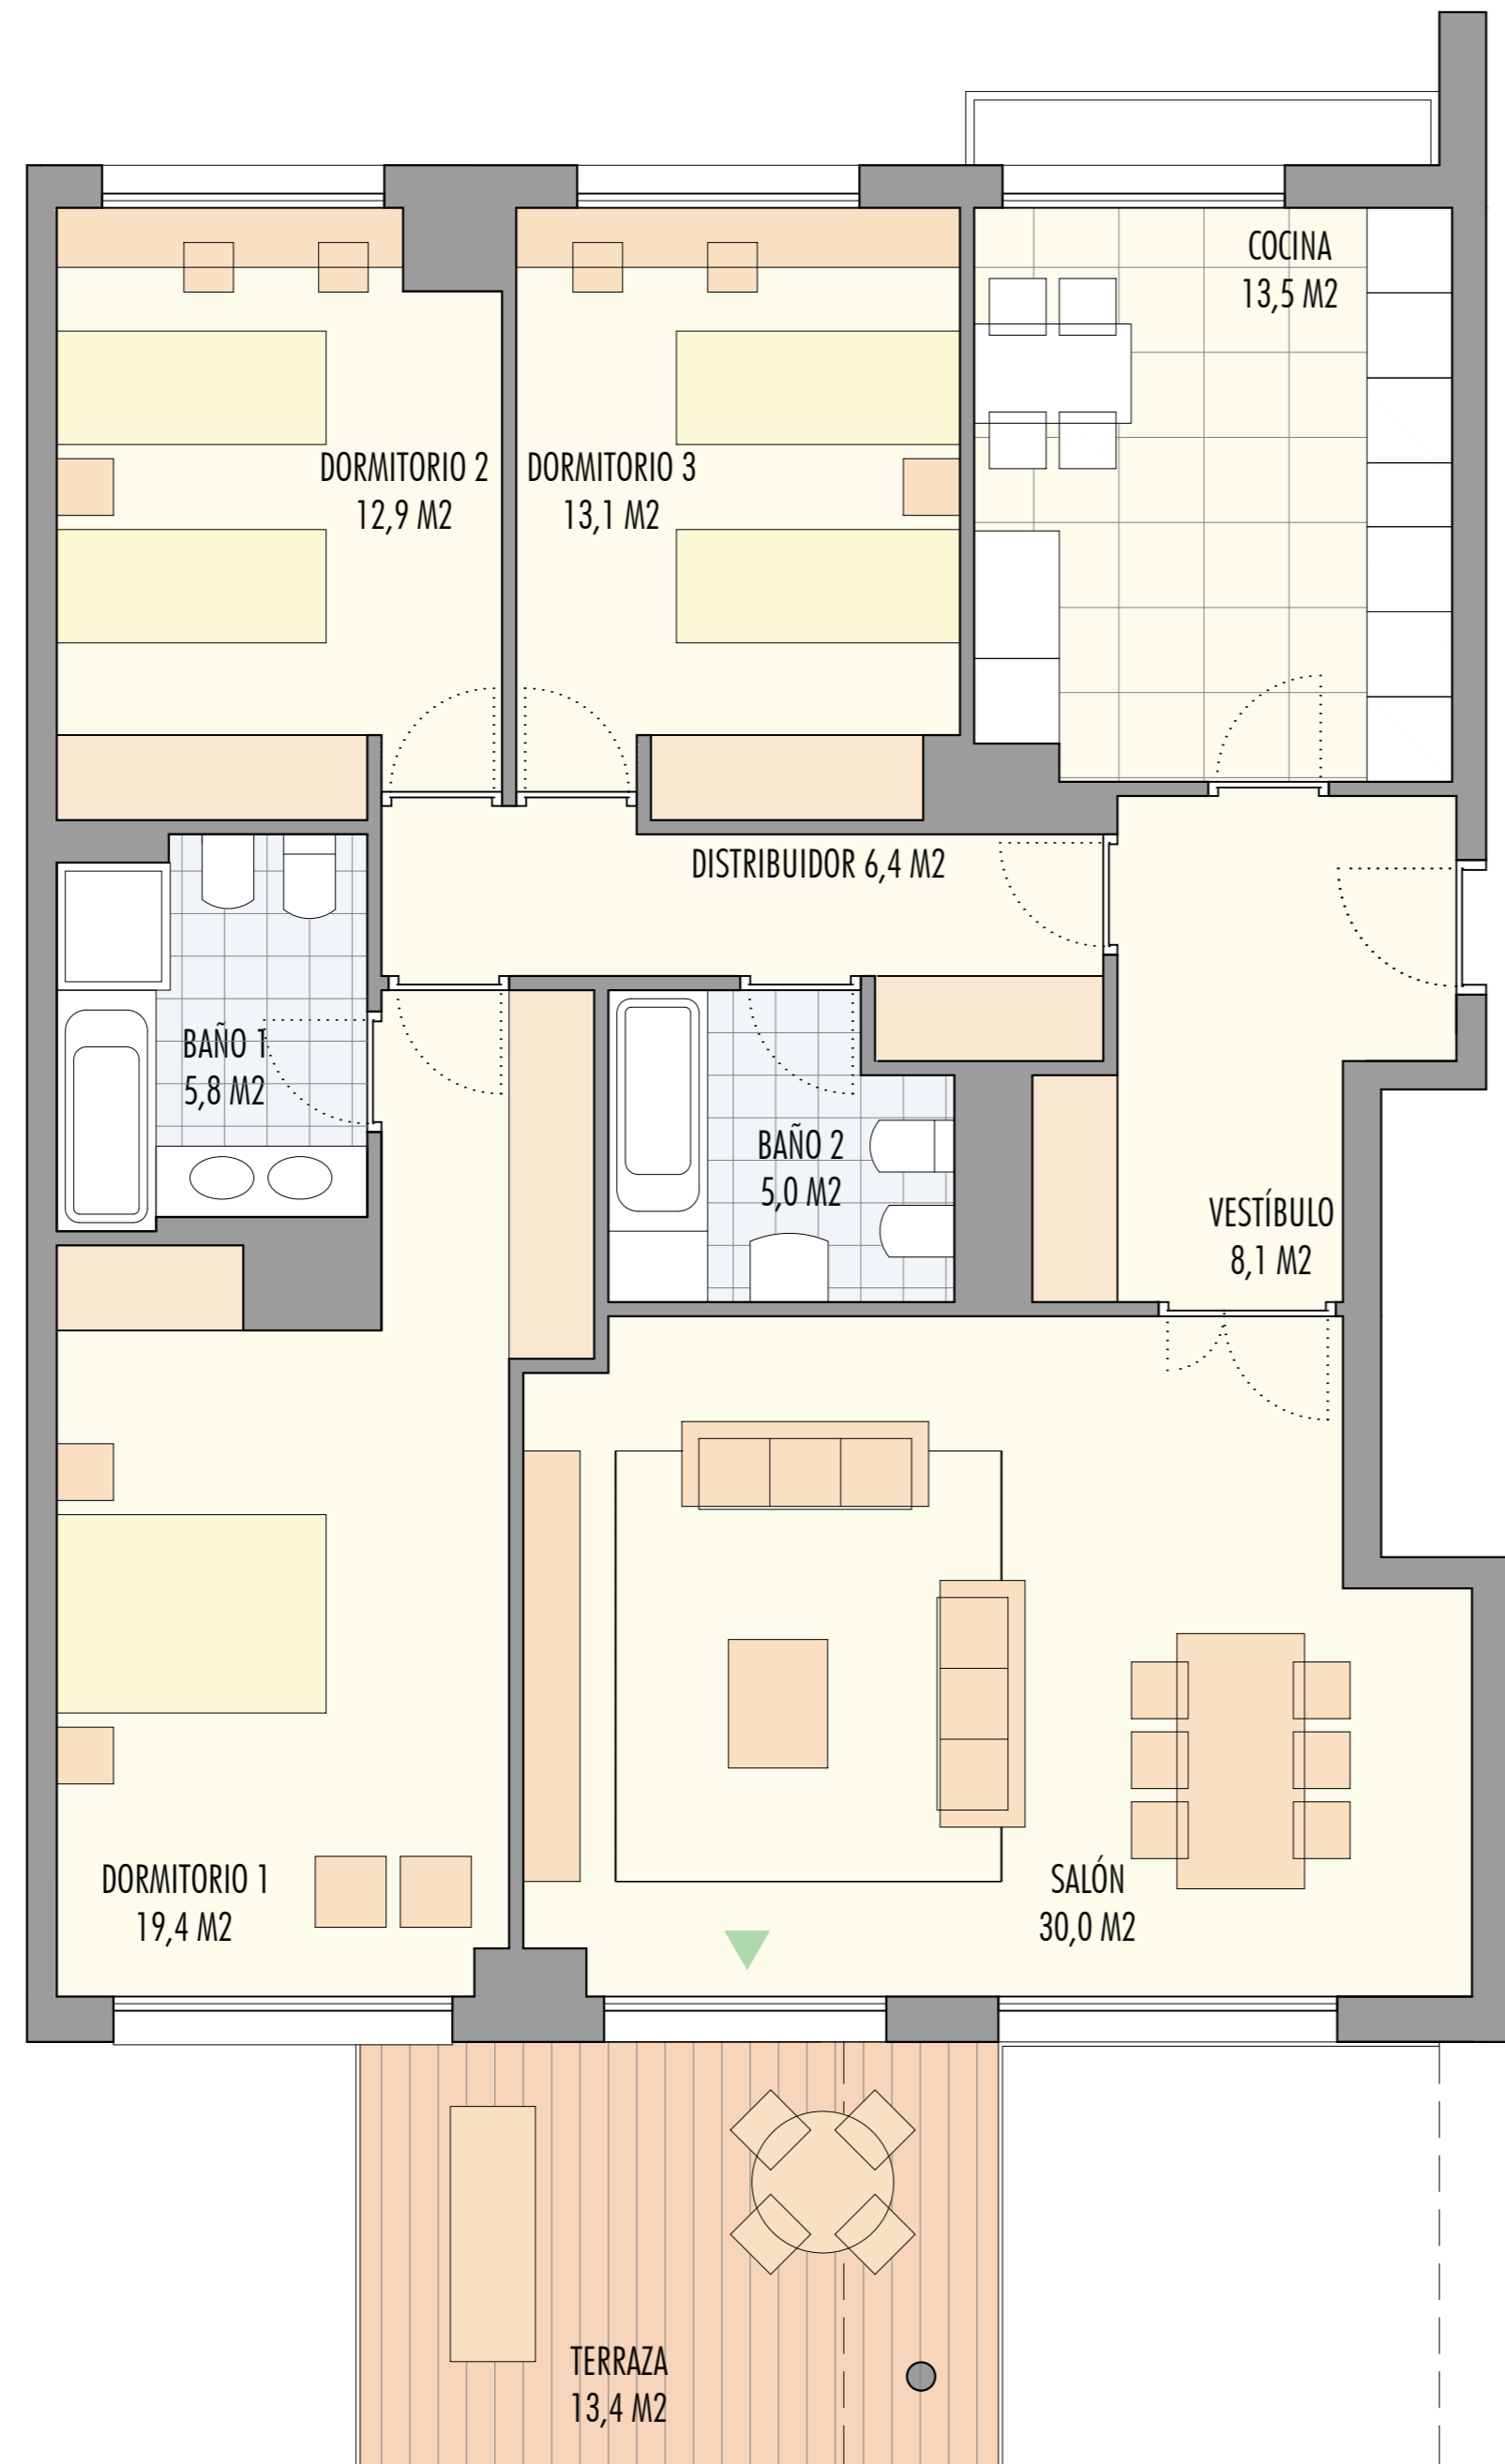 COCINA
13,5 M2
DORMITORIO 2
12,9 M2
DORMITORIO 3
13,1 M2
DISTRIBUIDOR 6,4 M2
BAÑO 1
5,8 M2
BAÑO 2
5,0 M2
VESTÍBULO
8,1 M2
DORMITORIO 1
19,4 M2
SALÓN
30,0 M2
TERRAZA
13,4 M2